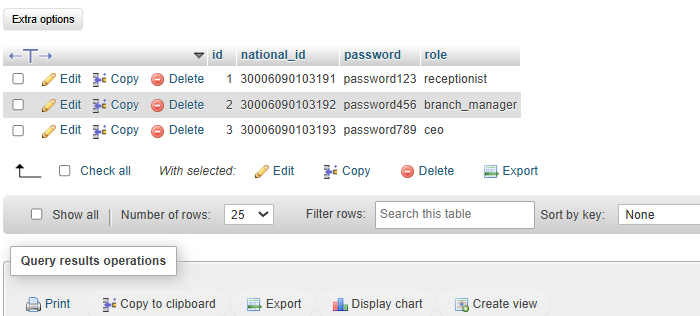 Extra options
id national_id password role
Edit Copy Delete 1 30006090103191 password123 receptionist
Edit Copy Delete 2 30006090103192 password456 branch_manager
Edit Copy Delete 3 30006090103193 password789 ceo
Check all With selected: Edit Copy Delete Export
Show all Number of rows: 25 Filter rows: Search this table Sort by key: None
Query results operations
Print Copy to clipboard Export Display chart Create view